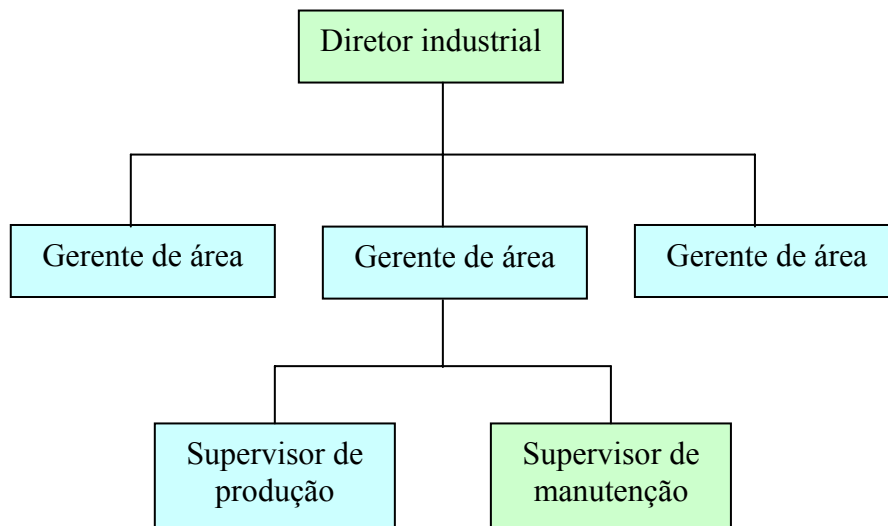 Diretor industrial
Gerente de área
Gerente de área
Gerente de área
Supervisor de
produção
Supervisor de
manutenção